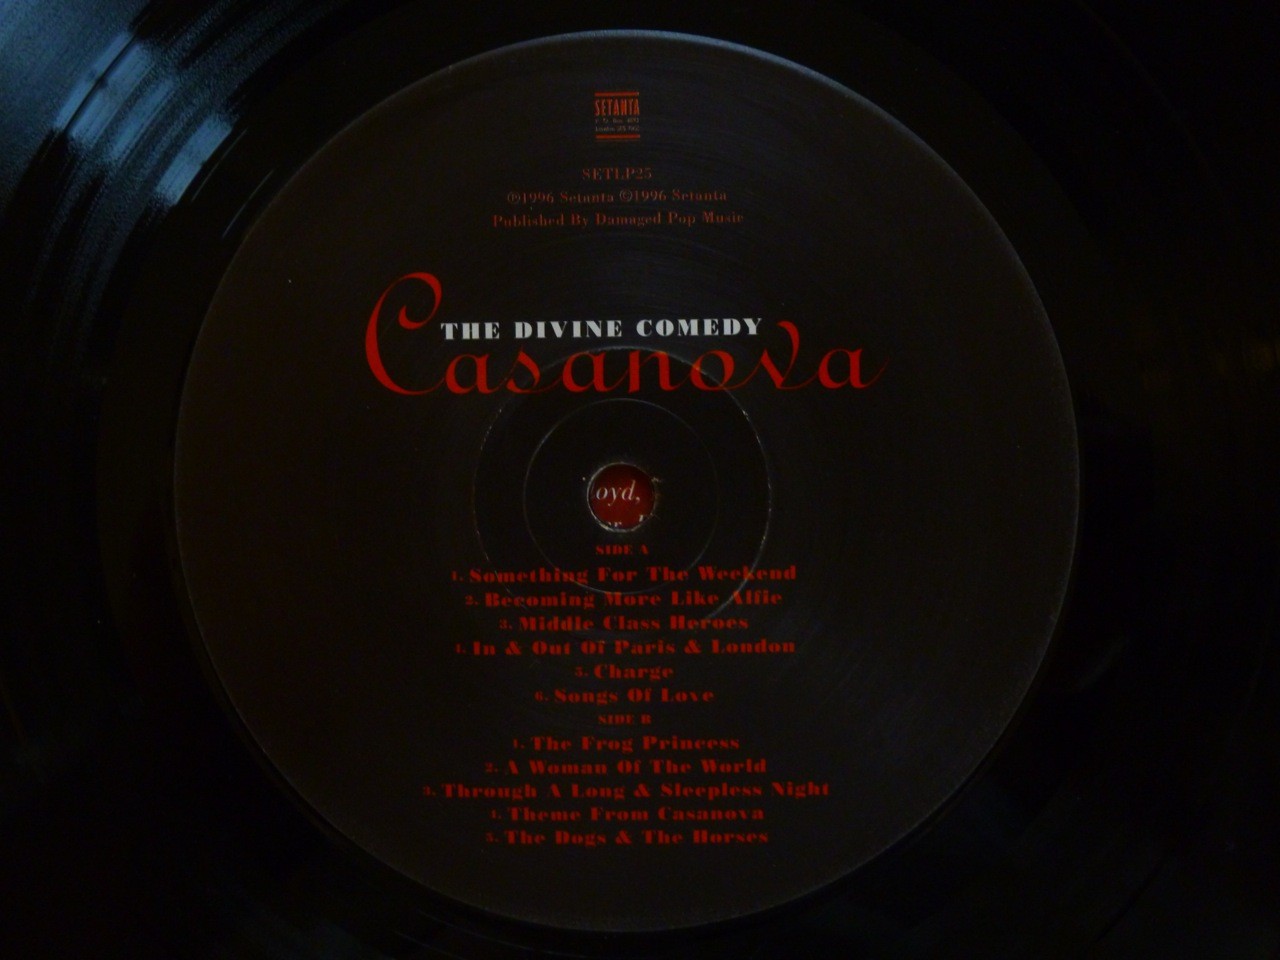 SETANTA
SETLP25
℗1996 Setanta ©1996 Setanta
Published By Damaged Pop Music
THE DIVINE COMEDY
Casanova
oyd,
SIDE A
1. Something For The Weekend
2. Becoming More Like Alfie
3. Middle Class Heroes
4. In & Out Of Paris & London
5. Charge
6. Songs Of Love
SIDE B
1. The Frog Princess
2. A Woman Of The World
3. Through A Long & Sleepless Night
4. Theme From Casanova
5. The Dogs & The Horses